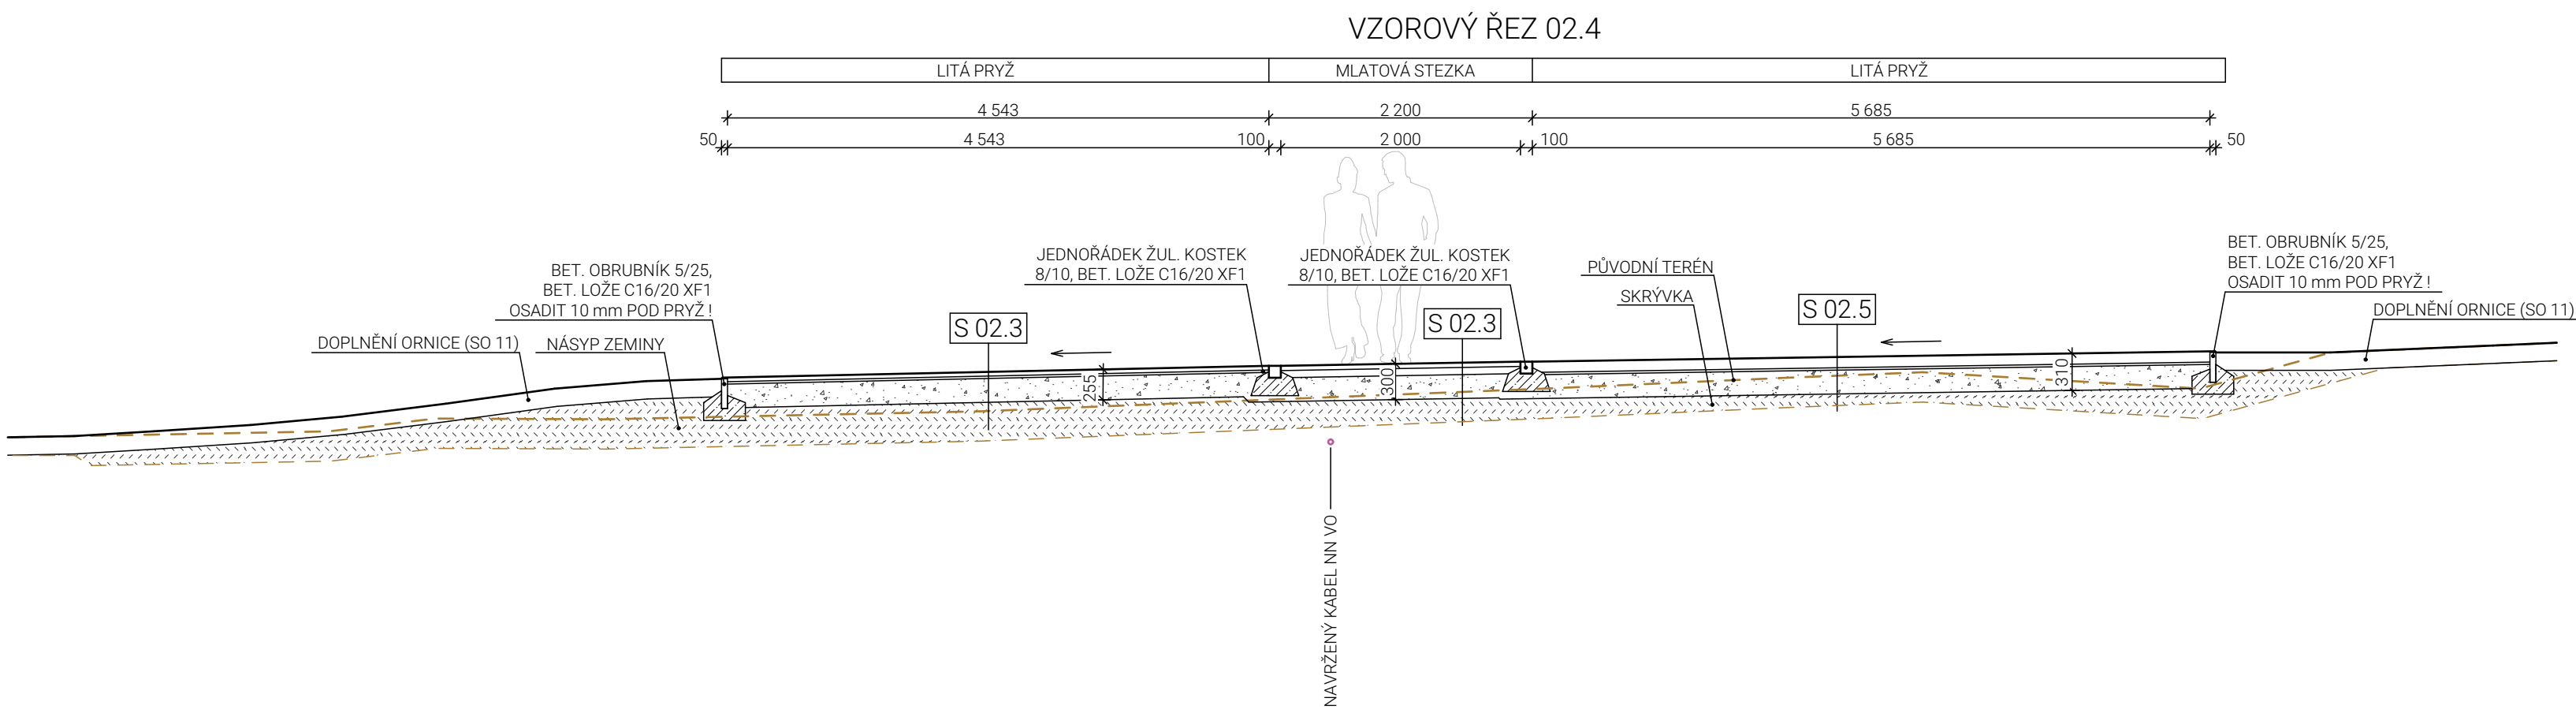 VZOROVÝ ŘEZ 02.4
LITÁ PRYŽ
MLATOVÁ STEZKA
LITÁ PRYŽ
4 543
2 200
5 685
50
4 543
100
2 000
100
5 685
50
BET. OBRUBNÍK 5/25,
BET. LOŽE C16/20 XF1
OSADIT 10 mm POD PRYŽ !
JEDNOŘÁDEK ŽUL. KOSTEK
8/10, BET. LOŽE C16/20 XF1
JEDNOŘÁDEK ŽUL. KOSTEK
8/10, BET. LOŽE C16/20 XF1
PŮVODNÍ TERÉN
SKRÝVKA
BET. OBRUBNÍK 5/25,
BET. LOŽE C16/20 XF1
OSADIT 10 mm POD PRYŽ !
DOPLNĚNÍ ORNICE (SO 11)
DOPLNĚNÍ ORNICE (SO 11)
NÁSYP ZEMINY
S 02.3
S 02.3
S 02.5
255
300
310
NAVRŽENÝ KABEL NN VO